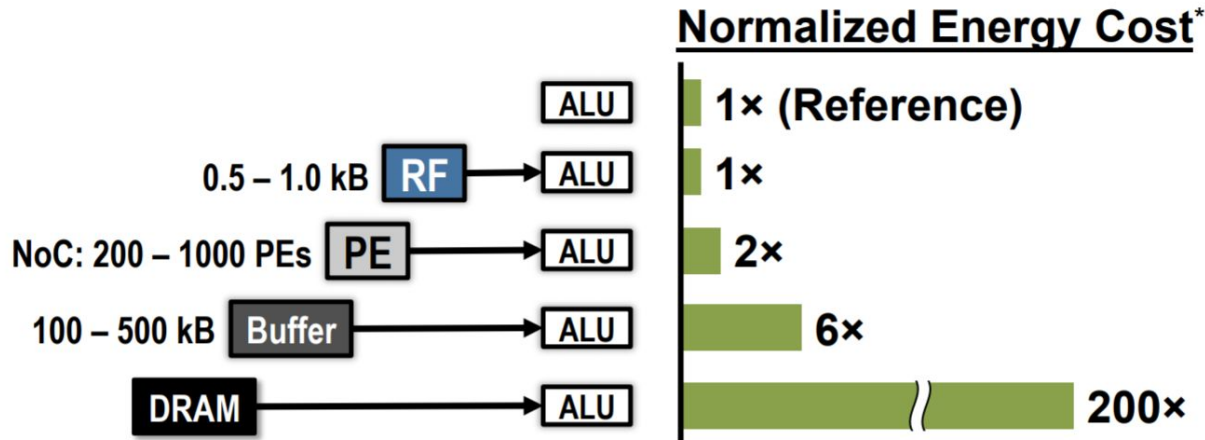 Normalized Energy Cost*
ALU 1× (Reference)
0.5 – 1.0 kB RF ALU 1×
NoC: 200 – 1000 PEs PE ALU 2×
100 – 500 kB Buffer ALU 6×
DRAM ALU 200×